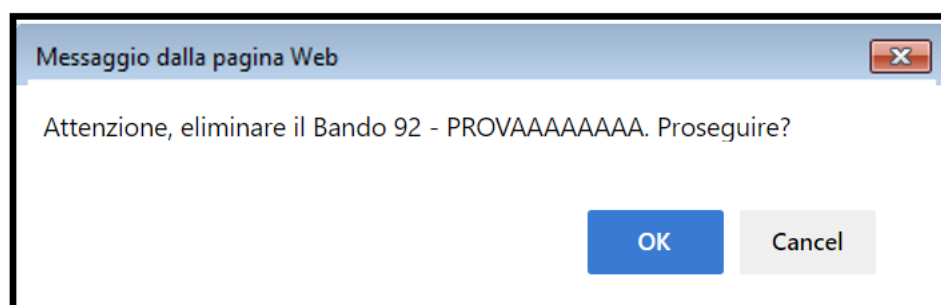 Messaggio dalla pagina Web
Attenzione, eliminare il Bando 92 - PROVAAAAAAAA. Proseguire?
OK
Cancel